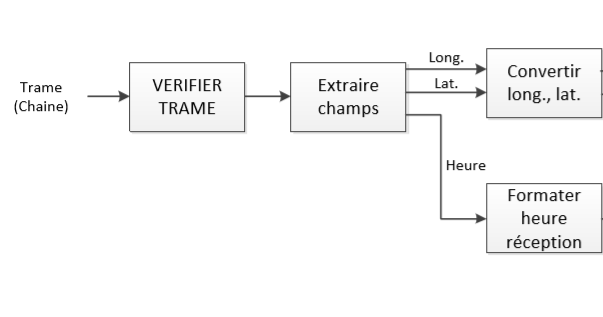 Trame
(Chaine)
VERIFIER
TRAME
Extraire
champs
Long.
Lat.
Heure
Convertir
long., lat.
Formater
heure
réception